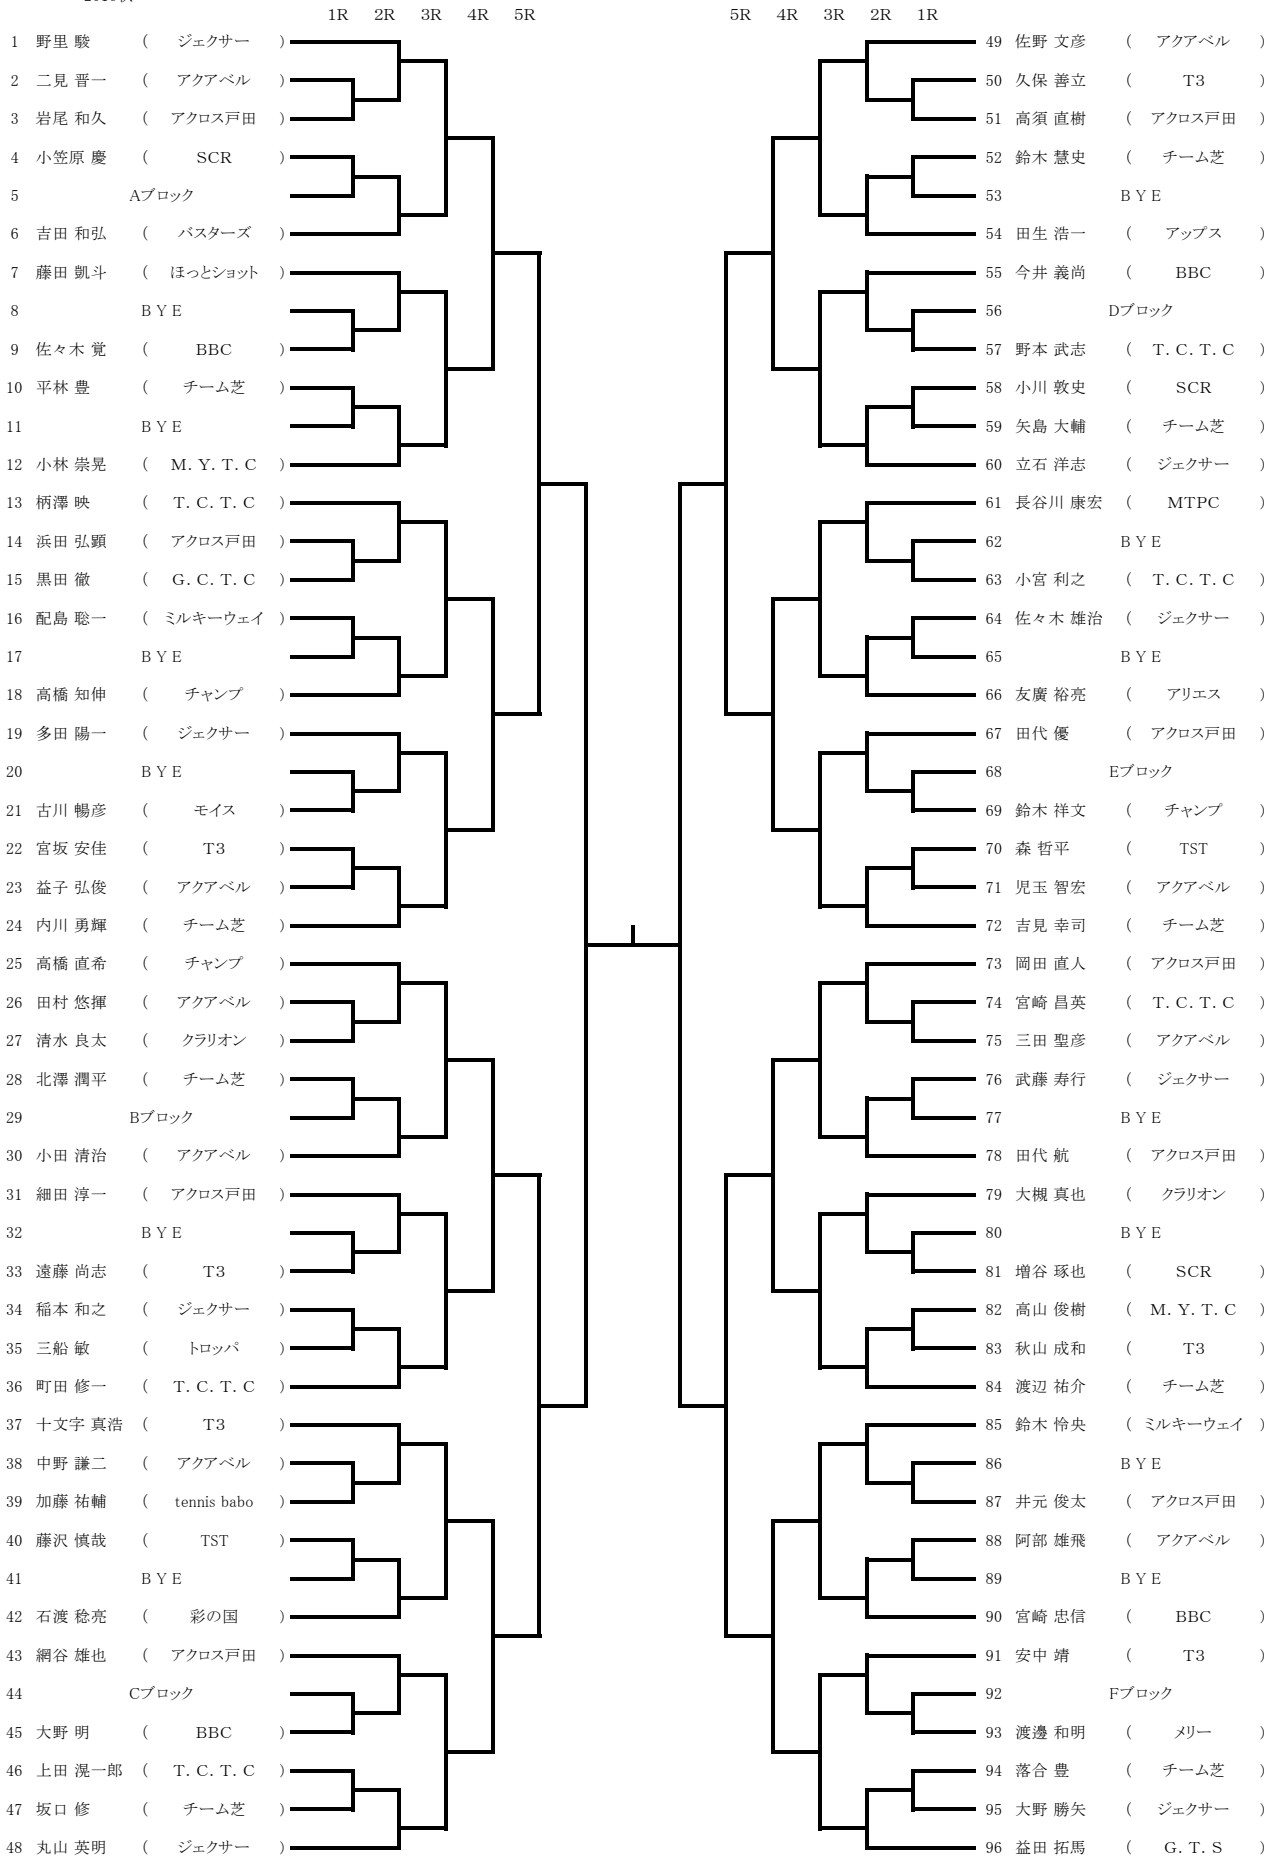 1R 2R 3R 4R 5R 5R 4R 3R 2R 1R
1 野里 駿 ( ジェクサー )
2 二見 晋一 ( アクアベル )
3 岩尾 和久 ( アクロス戸田 )
4 小笠原 慶 ( SCR )
5 Aブロック
6 吉田 和弘 ( バスターズ )
7 藤田 凱斗 ( ほっとショット )
8 BYE
9 佐々木 覚 ( BBC )
10 平林 豊 ( チーム芝 )
11 BYE
12 小林 崇晃 ( M.Y.T.C )
13 柄澤 映 ( T.C.T.C )
14 浜田 弘顕 ( アクロス戸田 )
15 黒田 徹 ( G.C.T.C )
16 配島 聡一 ( ミルキーウェイ )
17 BYE
18 高橋 知伸 ( チャンプ )
19 多田 陽一 ( ジェクサー )
20 BYE
21 古川 暢彦 ( モイス )
22 宮坂 安佳 ( T3 )
23 益子 弘俊 ( アクアベル )
24 内川 勇輝 ( チーム芝 )
25 高橋 直希 ( チャンプ )
26 田村 悠揮 ( アクアベル )
27 清水 良太 ( クラリオン )
28 北澤 潤平 ( チーム芝 )
29 Bブロック
30 小田 清治 ( アクアベル )
31 細田 淳一 ( アクロス戸田 )
32 BYE
33 遠藤 尚志 ( T3 )
34 稲本 和之 ( ジェクサー )
35 三船 敏 ( トロッパ )
36 町田 修一 ( T.C.T.C )
37 十文字 真浩 ( T3 )
38 中野 謙二 ( アクアベル )
39 加藤 祐輔 ( tennis babo )
40 藤沢 慎哉 ( TST )
41 BYE
42 石渡 稔亮 ( 彩の国 )
43 網谷 雄也 ( アクロス戸田 )
44 Cブロック
45 大野 明 ( BBC )
46 上田 滉一郎 ( T.C.T.C )
47 坂口 修 ( チーム芝 )
48 丸山 英明 ( ジェクサー )
49 佐野 文彦 ( アクアベル )
50 久保 善立 ( T3 )
51 高須 直樹 ( アクロス戸田 )
52 鈴木 慧史 ( チーム芝 )
53 BYE
54 田生 浩一 ( アップス )
55 今井 義尚 ( BBC )
56 Dブロック
57 野本 武志 ( T.C.T.C )
58 小川 敦史 ( SCR )
59 矢島 大輔 ( チーム芝 )
60 立石 洋志 ( ジェクサー )
61 長谷川 康宏 ( MTPC )
62 BYE
63 小宮 利之 ( T.C.T.C )
64 佐々木 雄治 ( ジェクサー )
65 BYE
66 友廣 裕亮 ( アリエス )
67 田代 優 ( アクロス戸田 )
68 Eブロック
69 鈴木 祥文 ( チャンプ )
70 森 哲平 ( TST )
71 児玉 智宏 ( アクアベル )
72 吉見 幸司 ( チーム芝 )
73 岡田 直人 ( アクロス戸田 )
74 宮崎 昌英 ( T.C.T.C )
75 三田 聖彦 ( アクアベル )
76 武藤 寿行 ( ジェクサー )
77 BYE
78 田代 航 ( アクロス戸田 )
79 大槻 真也 ( クラリオン )
80 BYE
81 増谷 琢也 ( SCR )
82 高山 俊樹 ( M.Y.T.C )
83 秋山 成和 ( T3 )
84 渡辺 祐介 ( チーム芝 )
85 鈴木 怜央 ( ミルキーウェイ )
86 BYE
87 井元 俊太 ( アクロス戸田 )
88 阿部 雄飛 ( アクアベル )
89 BYE
90 宮崎 忠信 ( BBC )
91 安中 靖 ( T3 )
92 Fブロック
93 渡邊 和明 ( メリー )
94 落合 豊 ( チーム芝 )
95 大野 勝矢 ( ジェクサー )
96 益田 拓馬 ( G.T.S )